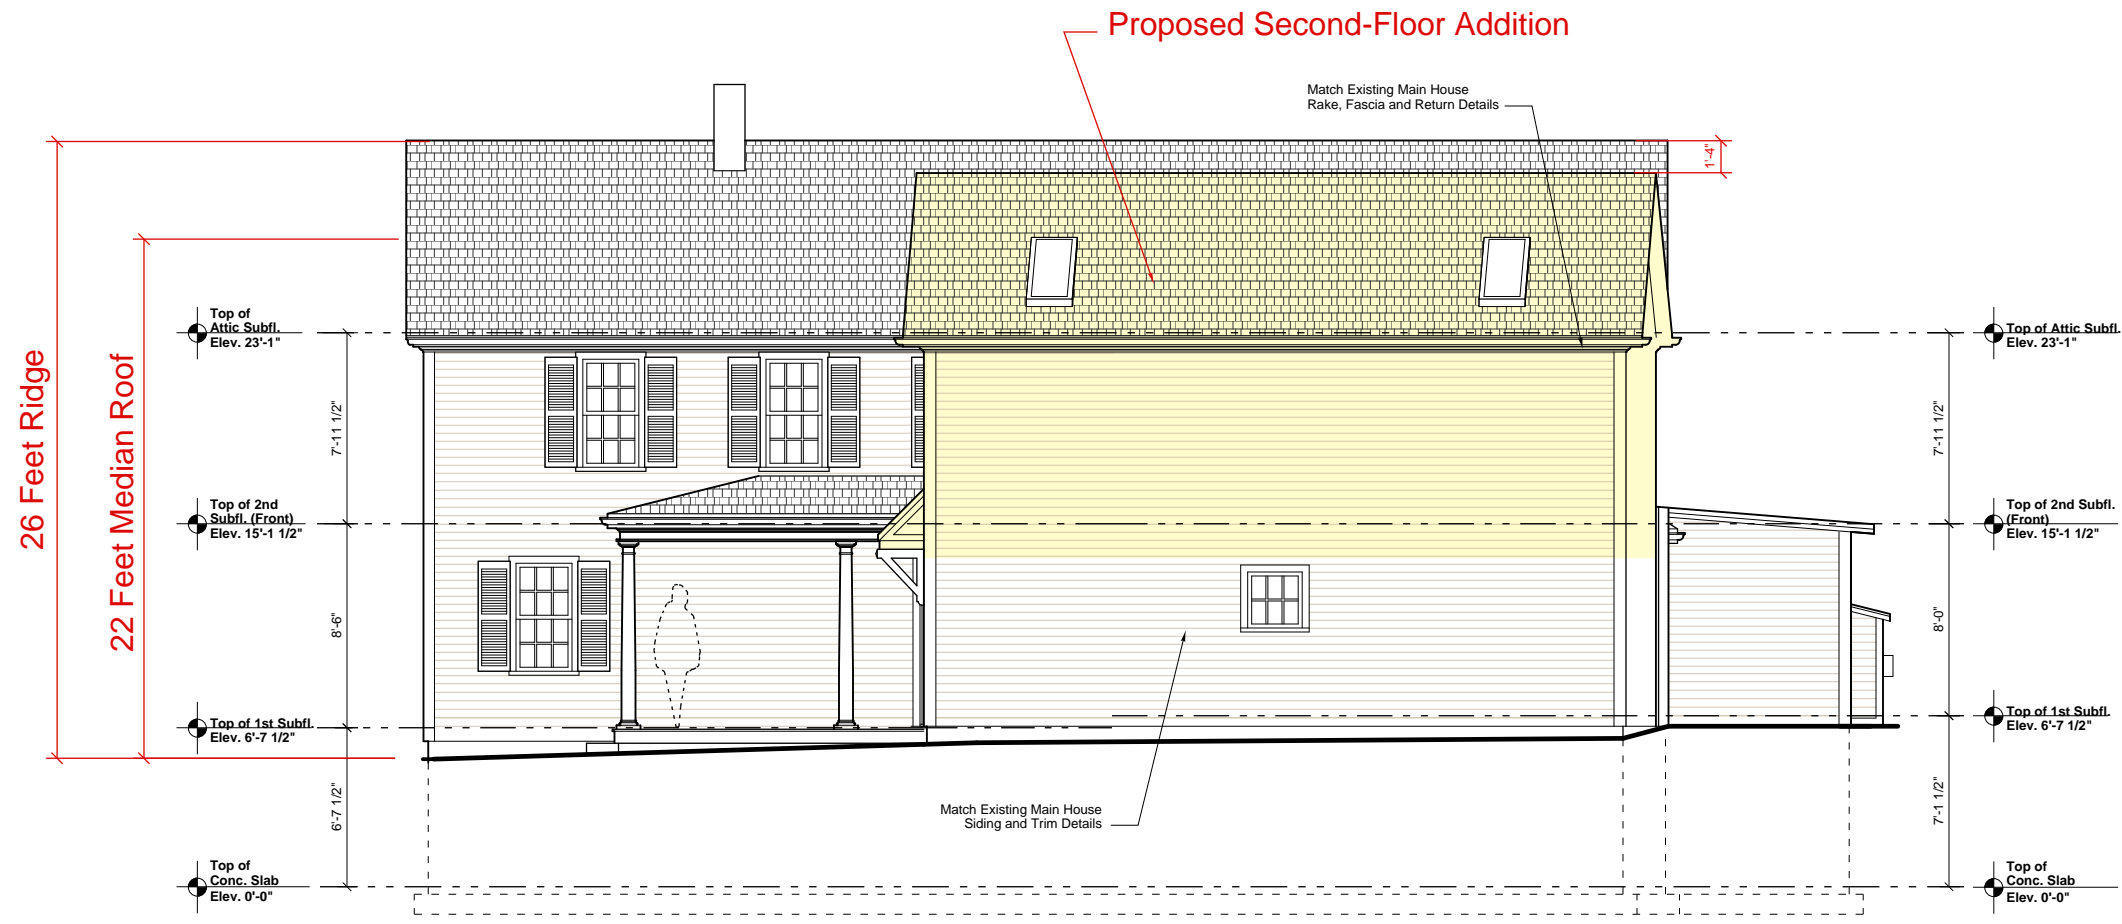 Proposed Second-Floor Addition
Match Existing Main House
Rake, Fascia and Return Details
1'-4"
26 Feet Ridge
22 Feet Median Roof
Top of
Attic Subfl.
Elev. 23'-1"
Top of Attic Subfl.
Elev. 23'-1"
7'-11 1/2"
7'-11 1/2"
Top of 2nd
Subfl. (Front)
Elev. 15'-1 1/2"
Top of 2nd Subfl.
(Front)
Elev. 15'-1 1/2"
8'-6"
8'-0"
Top of 1st Subfl.
Elev. 6'-7 1/2"
Top of 1st Subfl.
Elev. 6'-7 1/2"
6'-7 1/2"
7'-1 1/2"
Match Existing Main House
Siding and Trim Details
Top of
Conc. Slab
Elev. 0'-0"
Top of
Conc. Slab
Elev. 0'-0"